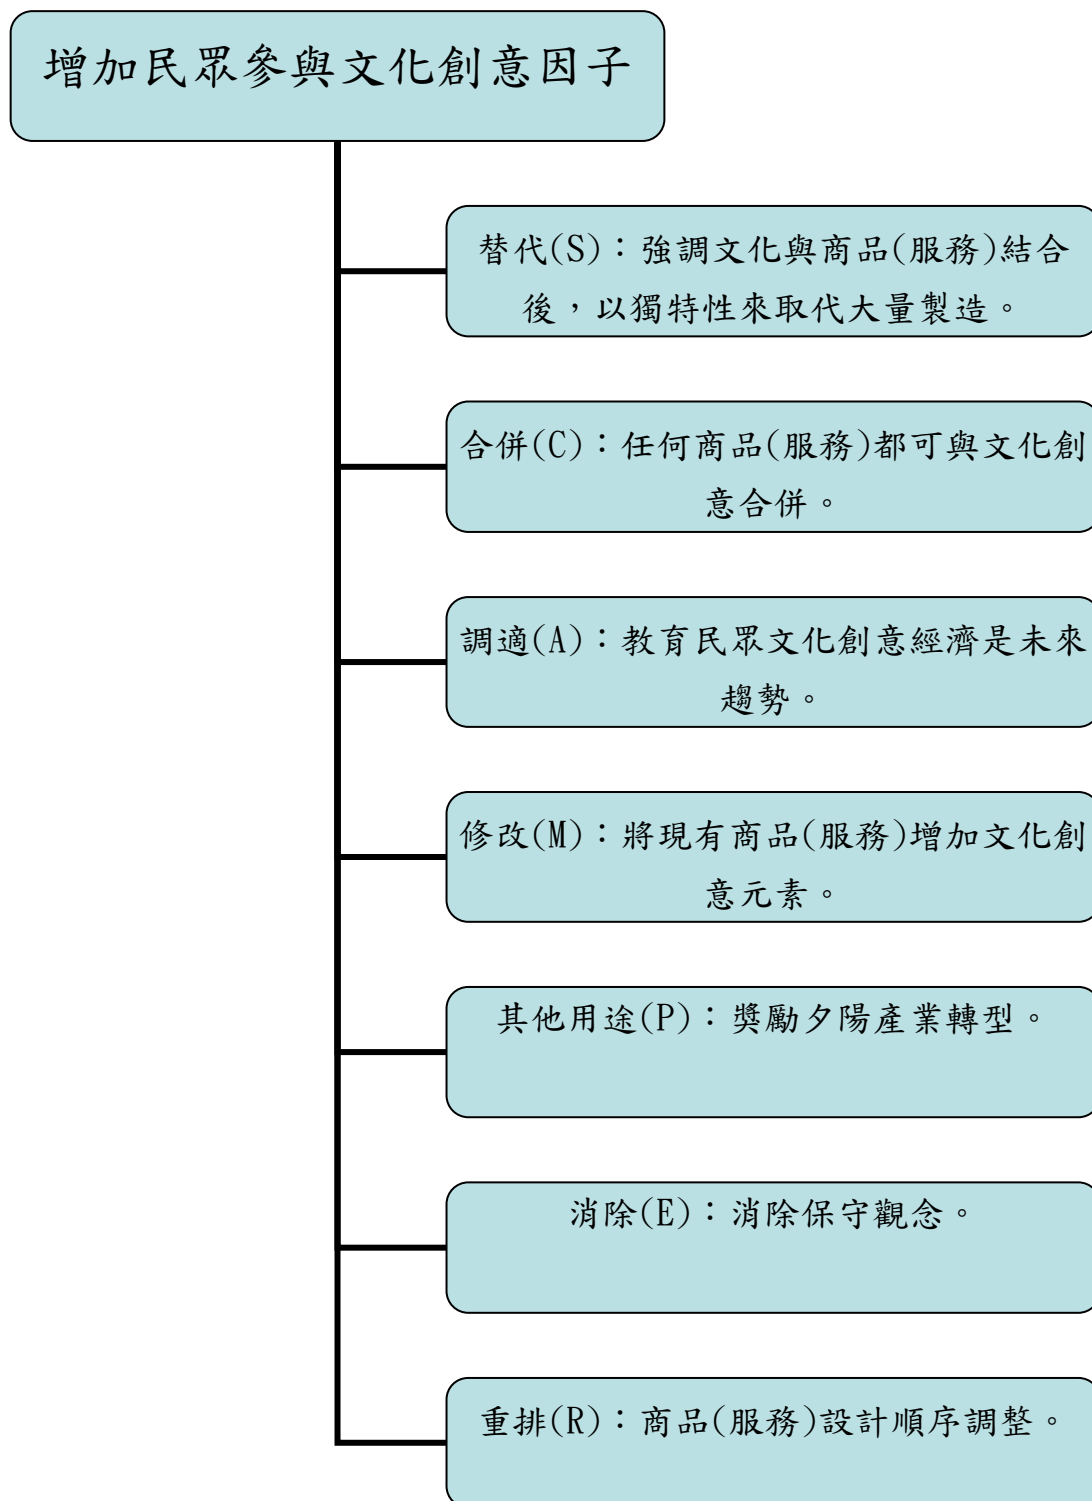 增加民眾參與文化創意因子
替代(S)：強調文化與商品(服務)結合
後，以獨特性來取代大量製造。
合併(C)：任何商品(服務)都可與文化創
意合併。
調適(A)：教育民眾文化創意經濟是未來
趨勢。
修改(M)：將現有商品(服務)增加文化創
意元素。
其他用途(P)：獎勵夕陽產業轉型。
消除(E)：消除保守觀念。
重排(R)：商品(服務)設計順序調整。